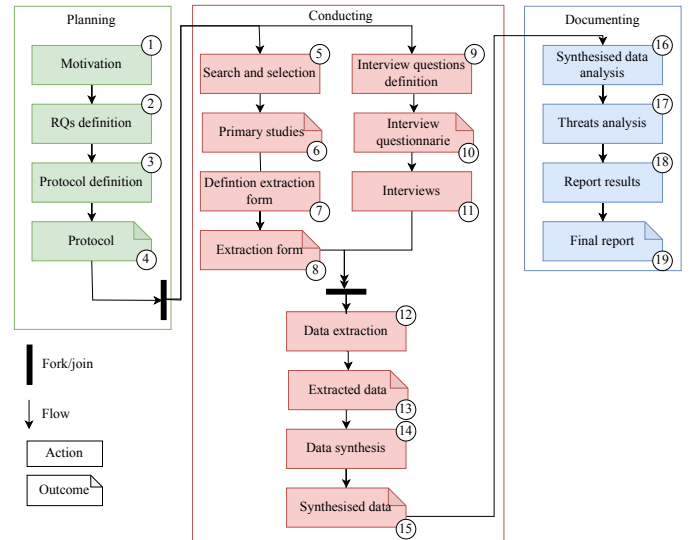 Planning
Conducting
Documenting
1
Motivation
2
RQs definition
3
Protocol definition
Protocol
4
5
Search and selection
Primary studies
6
Defintion extraction
form
7
Extraction form
8
9
Interview questions
definition
Interview
questionnarie
10
Interviews
11
12
Data extraction
Extracted data
13
14
Data synthesis
Synthesised data
15
16
Synthesised data
analysis
17
Threats analysis
18
Report results
Final report
19
Fork/join
Flow
Action
Outcome